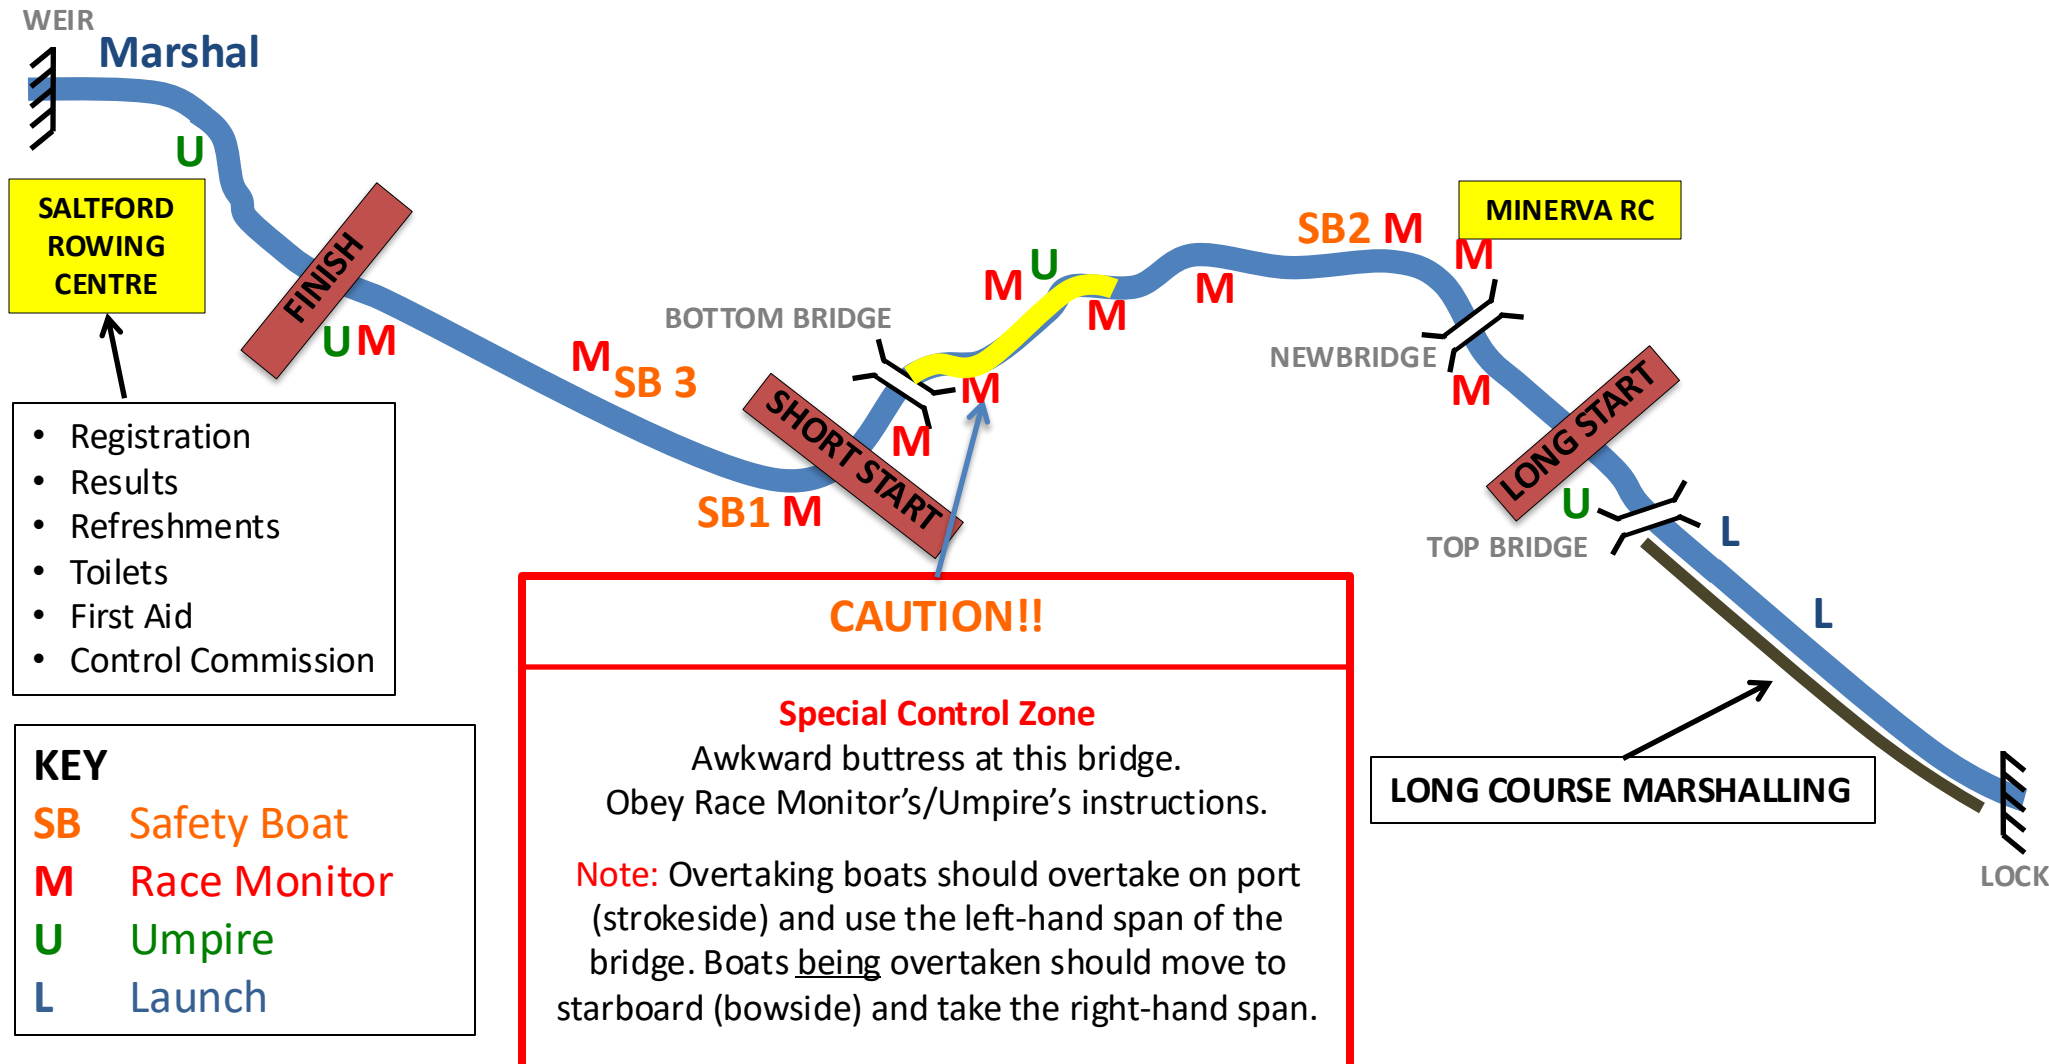 WEIR
Marshal
U
SALTFORD
ROWING
CENTRE
FINISH
U M
M
SB 3
BOTTOM BRIDGE
SHORT START
SB1 M
M
M
M
U
M
M
SB2 M
MINERVA RC
M
NEWBRIDGE
M
LONG START
U
TOP BRIDGE
L
L
LONG COURSE MARSHALLING
LOCK
• Registration
• Results
• Refreshments
• Toilets
• First Aid
• Control Commission
KEY
SB Safety Boat
M Race Monitor
U Umpire
L Launch
CAUTION!!
Special Control Zone
Awkward buttress at this bridge.
Obey Race Monitor's/Umpire's instructions.
Note: Overtaking boats should overtake on port
(strokeside) and use the left-hand span of the
bridge. Boats being overtaken should move to
starboard (bowside) and take the right-hand span.